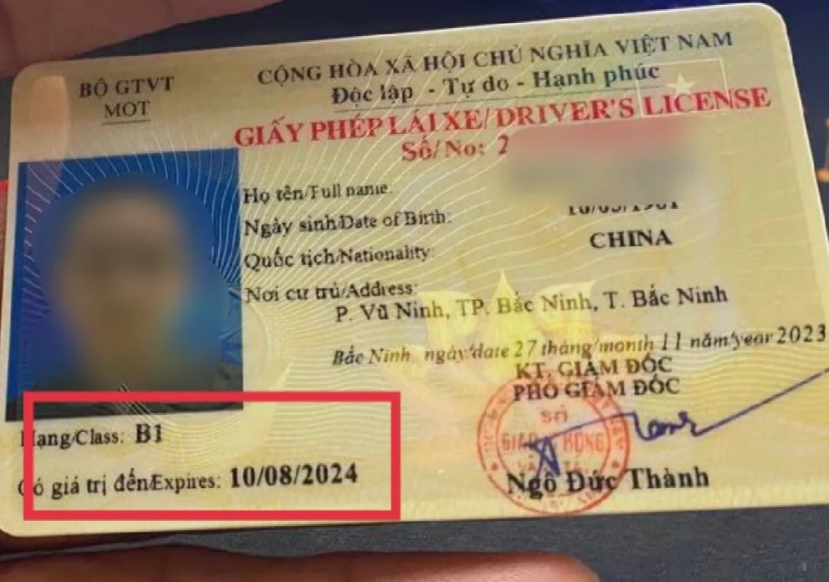 BỘ GTVT
MOT
CỘNG HÒA XÃ HỘI CHỦ NGHĨA VIỆT NAM
Độc lập - Tự do - Hạnh phúc
GIẤY PHÉP LÁI XE/DRIVER'S LICENSE
Số/No: 2
Họ tên/Full name:
Ngày sinh/Date of Birth:
Quốc tịch/Nationality: CHINA
Nơi cư trú/Address:
P. Vũ Ninh, TP. Bắc Ninh, T. Bắc Ninh
Bắc Ninh, ngày/date 27 tháng/month 11 năm/year 2023
KT. GIÁM ĐỐC
PHÓ GIÁM ĐỐC
Hạng/Class: B1
Có giá trị đến/Expires: 10/08/2024
Ngô Đức Thành